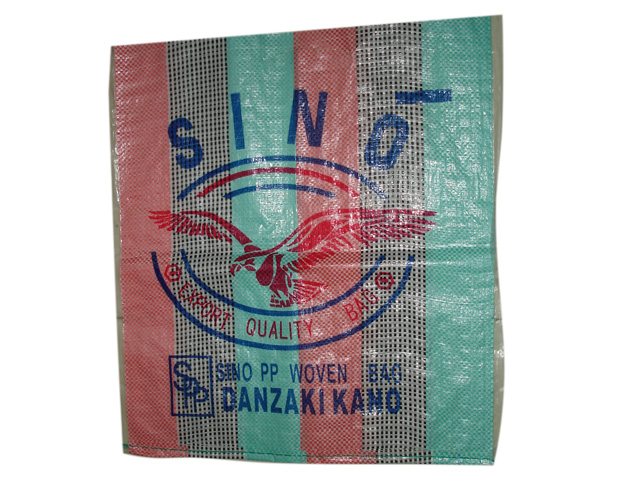 SINO
EXPORT QUALITY BAG
SPP
SINO PP WOVEN BAG
DANZAKI KANO